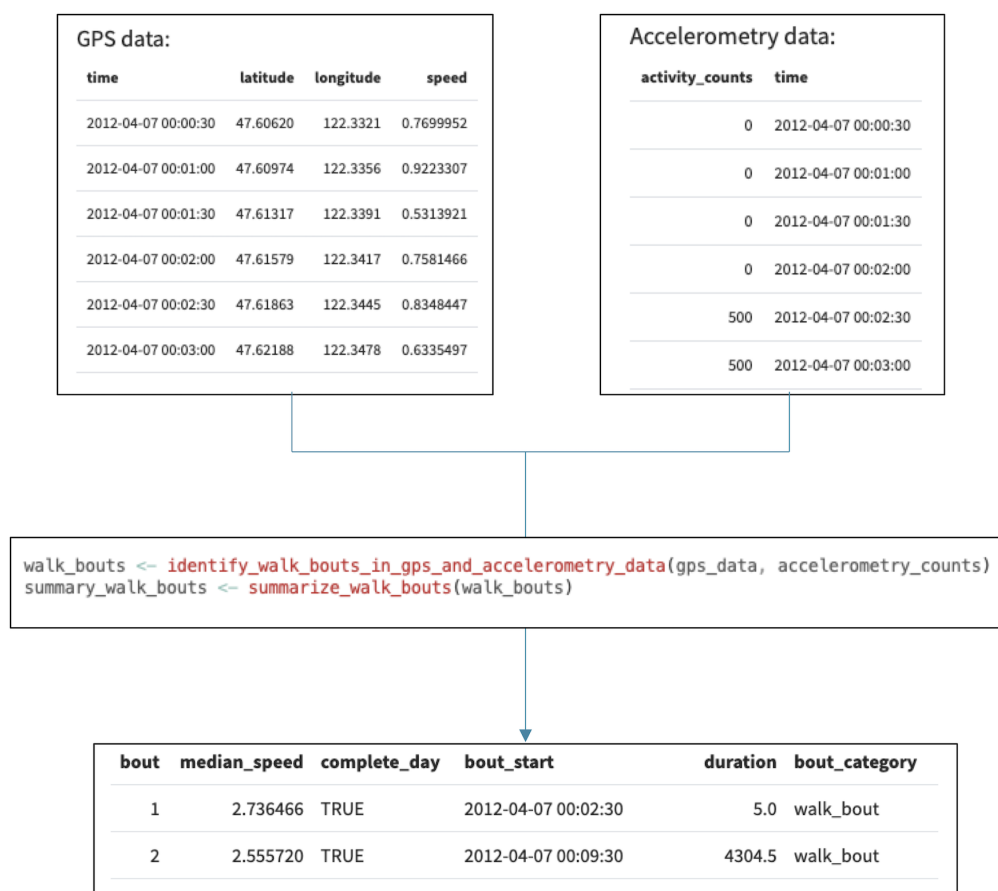 GPS data:
time latitude longitude speed
2012-04-07 00:00:30 47.60620 122.3321 0.7699952
2012-04-07 00:01:00 47.60974 122.3356 0.9223307
2012-04-07 00:01:30 47.61317 122.3391 0.5313921
2012-04-07 00:02:00 47.61579 122.3417 0.7581466
2012-04-07 00:02:30 47.61863 122.3445 0.8348447
2012-04-07 00:03:00 47.62188 122.3478 0.6335497
Accelerometry data:
activity_counts time
0 2012-04-07 00:00:30
0 2012-04-07 00:01:00
0 2012-04-07 00:01:30
0 2012-04-07 00:02:00
500 2012-04-07 00:02:30
500 2012-04-07 00:03:00
walk_bouts <- identify_walk_bouts_in_gps_and_accelerometry_data(gps_data, accelerometry_counts)
summary_walk_bouts <- summarize_walk_bouts(walk_bouts)
bout median_speed complete_day bout_start duration bout_category
1 2.736466 TRUE 2012-04-07 00:02:30 5.0 walk_bout
2 2.555720 TRUE 2012-04-07 00:09:30 4304.5 walk_bout